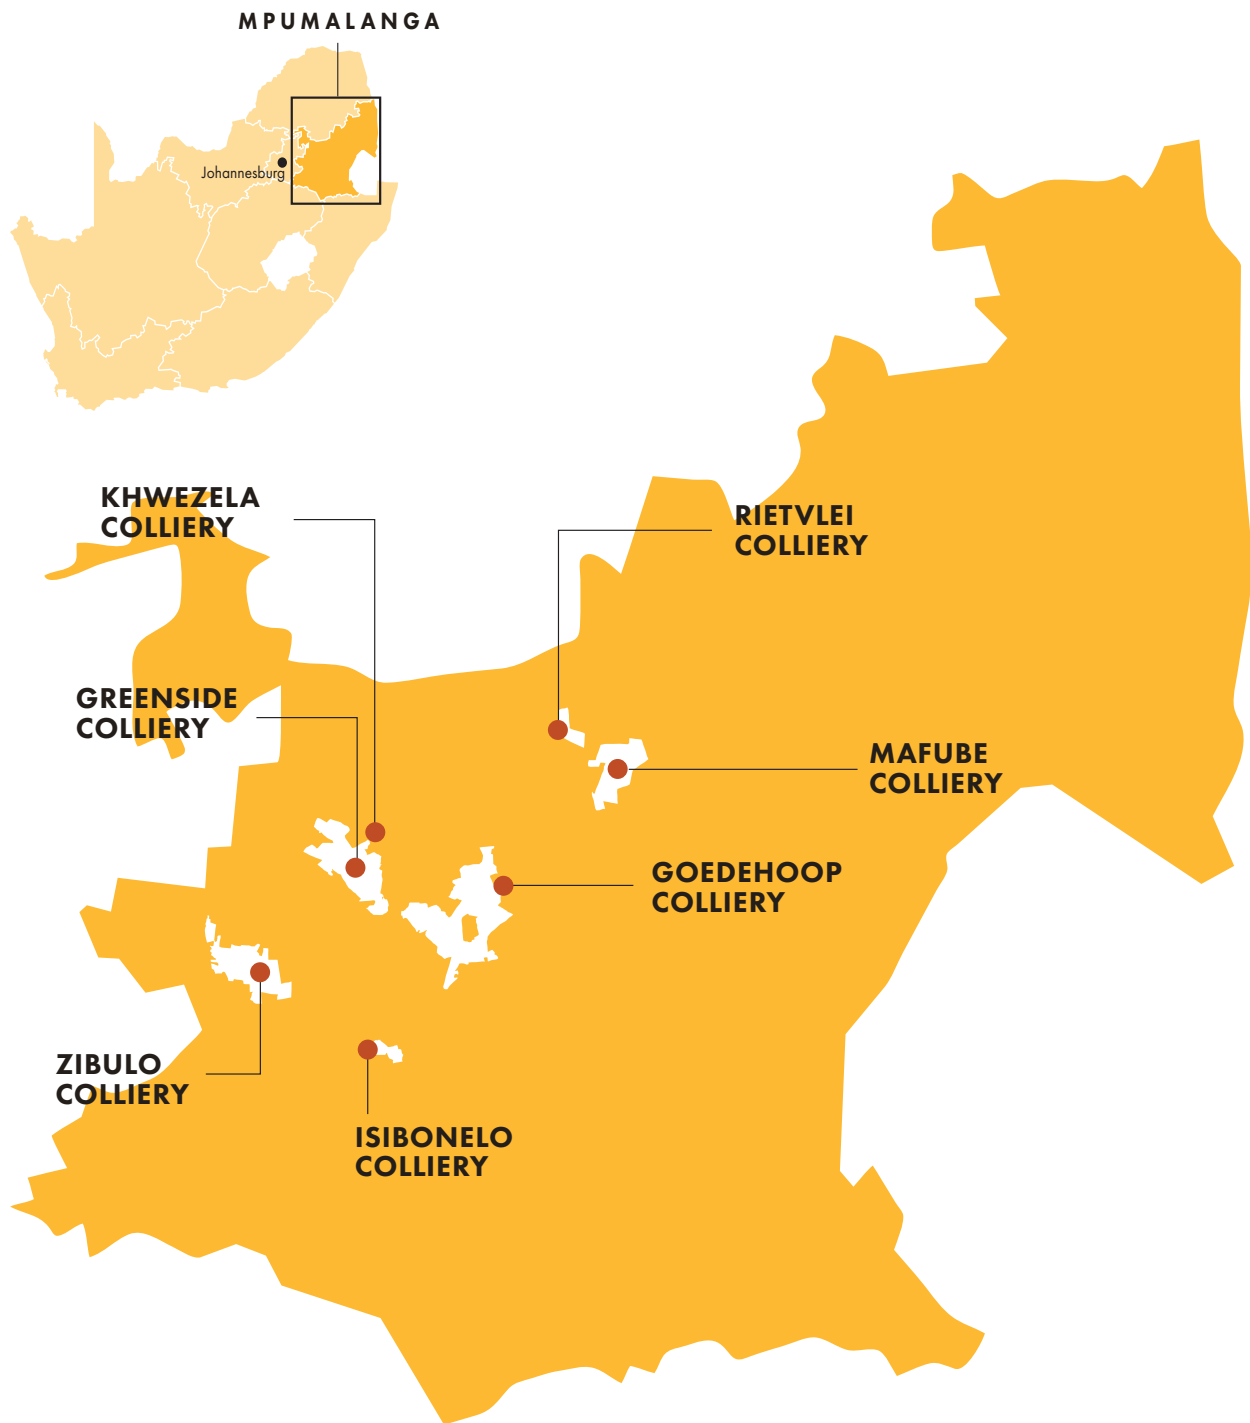 MPUMALANGA
Johannesburg
KHWEZELA
COLLIERY
RIETVLEI
COLLIERY
GREENSIDE
COLLIERY
MAFUBE
COLLIERY
GOEDEHOOP
COLLIERY
ZIBULO
COLLIERY
ISIBONELO
COLLIERY